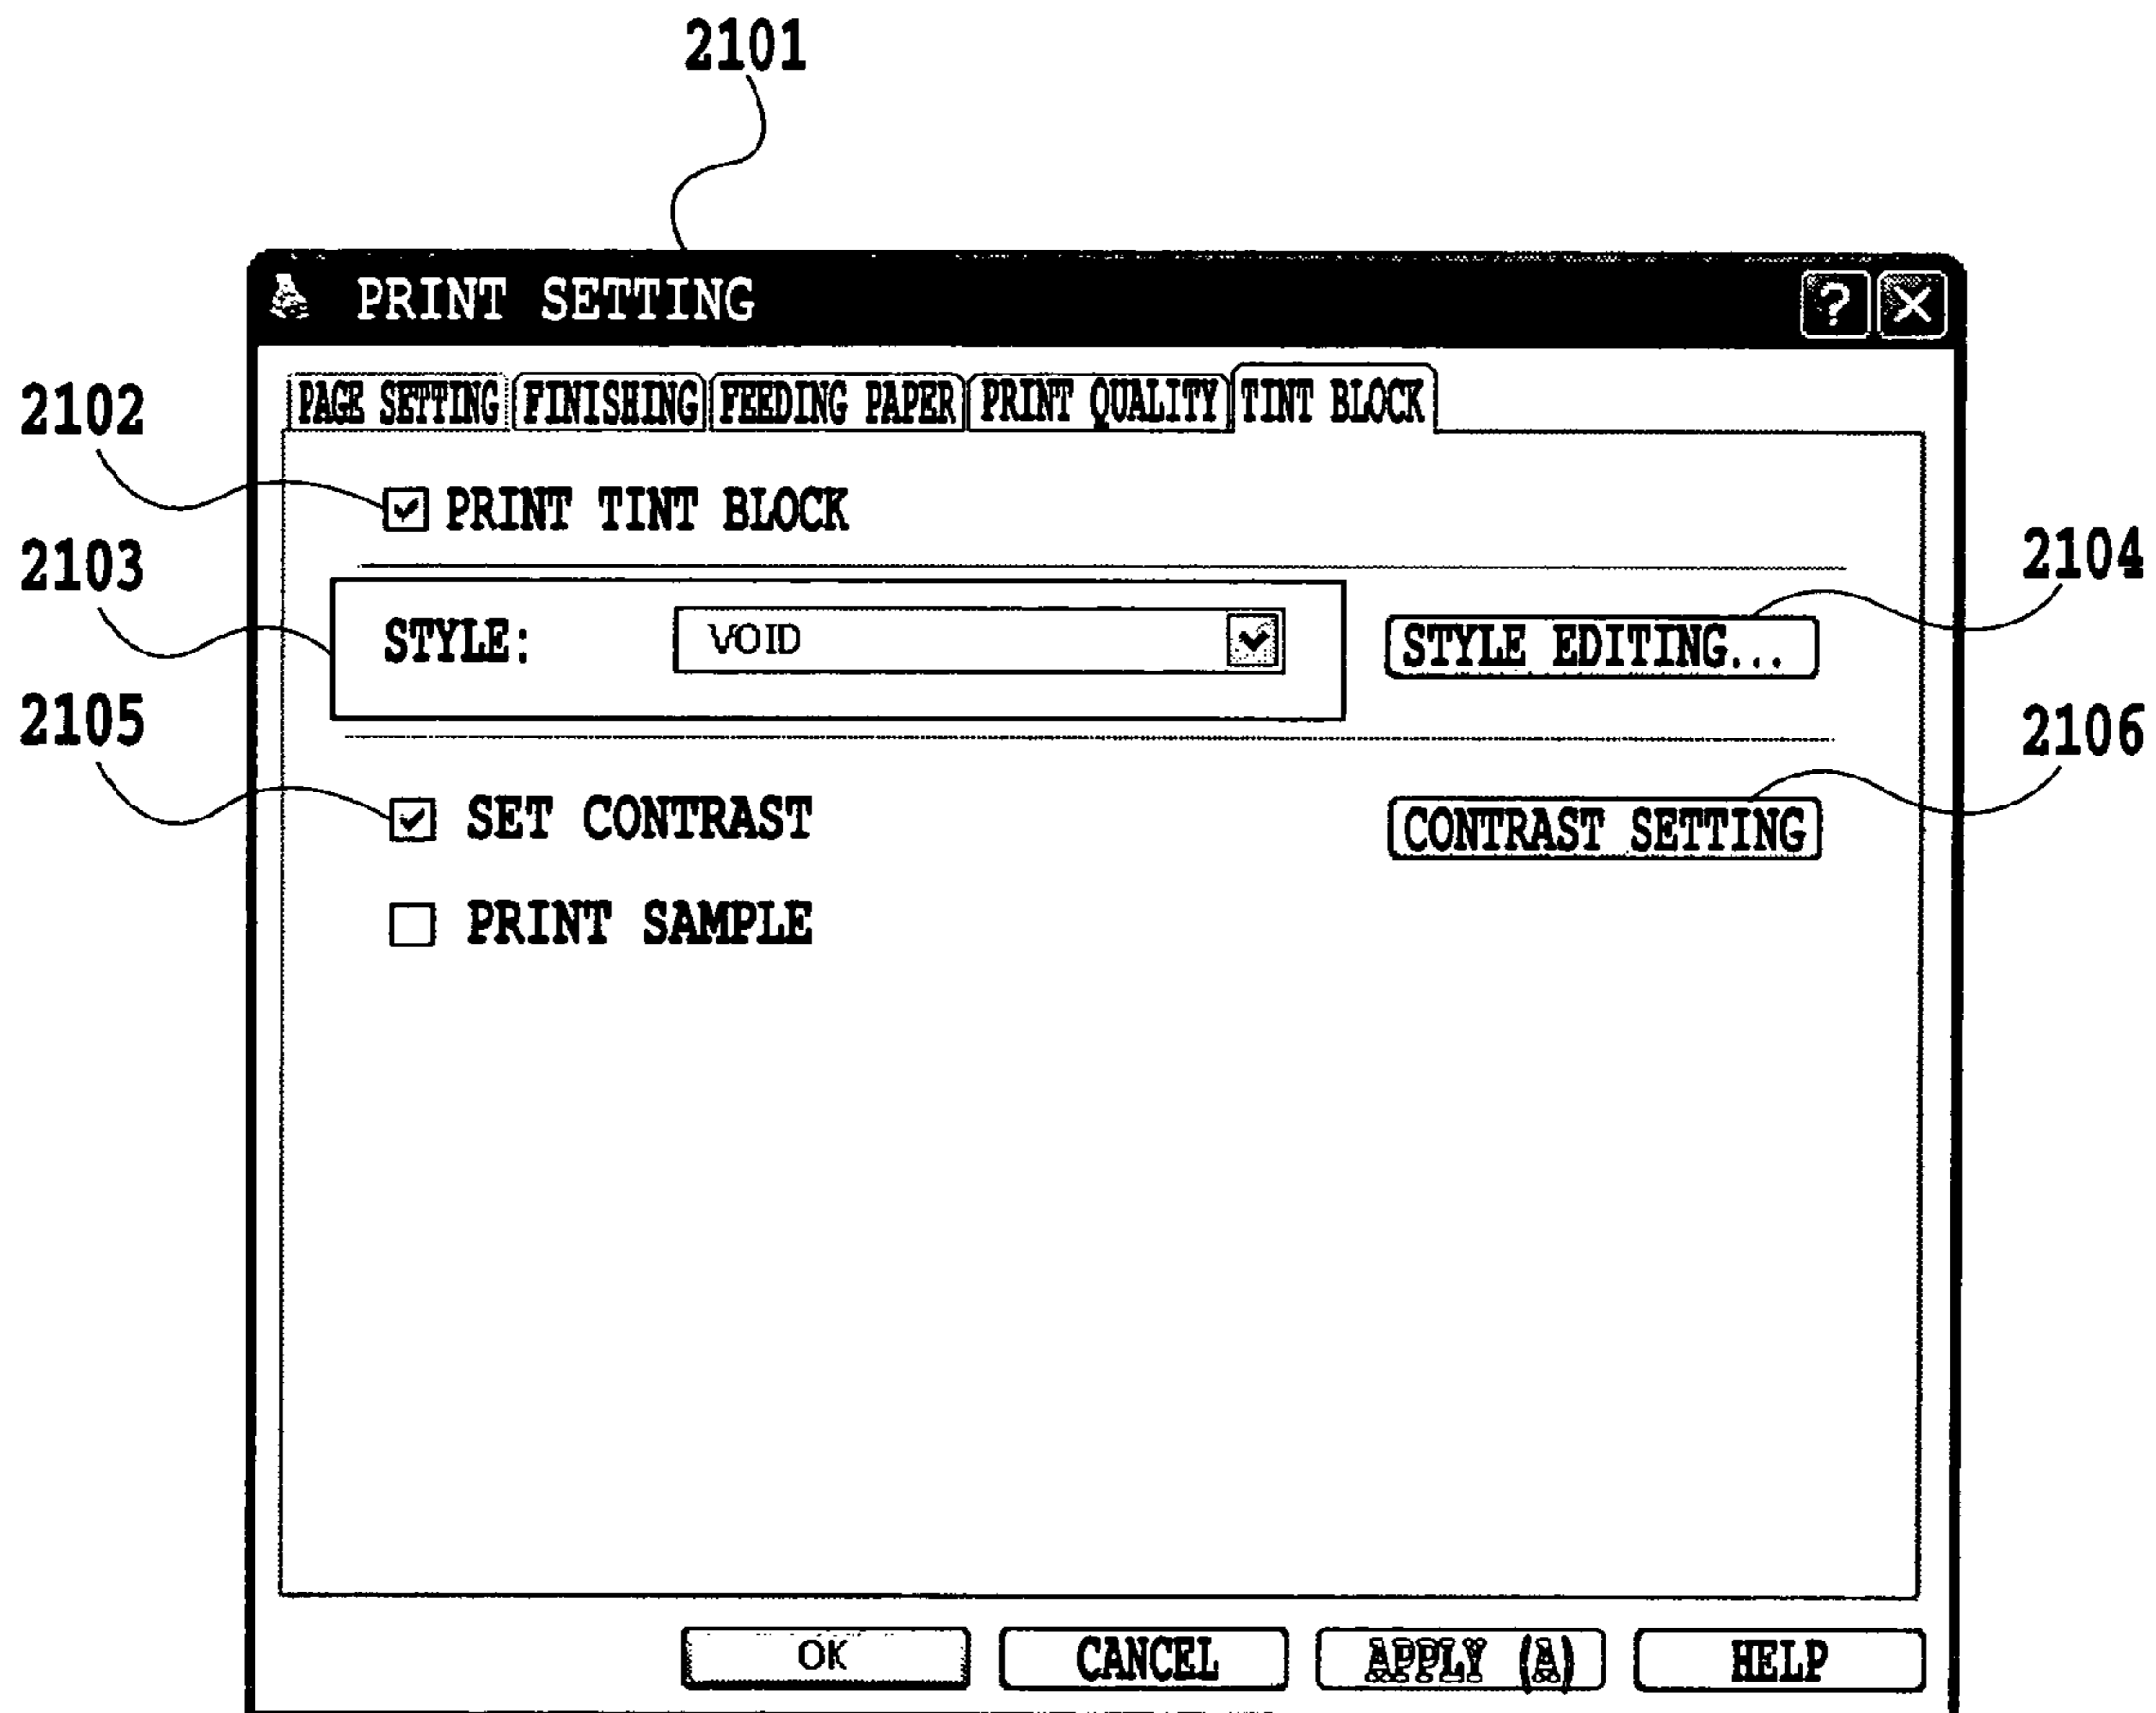 2101
PRINT SETTING ? X
2102 PAGE SETTING FINISHING FEEDING PAPER PRINT QUALITY TINT BLOCK
PRINT TINT BLOCK
2103 2104
STYLE: VOID STYLE EDITING...
2105 2106
SET CONTRAST CONTRAST SETTING
PRINT SAMPLE
OK CANCEL APPLY (A) HELP